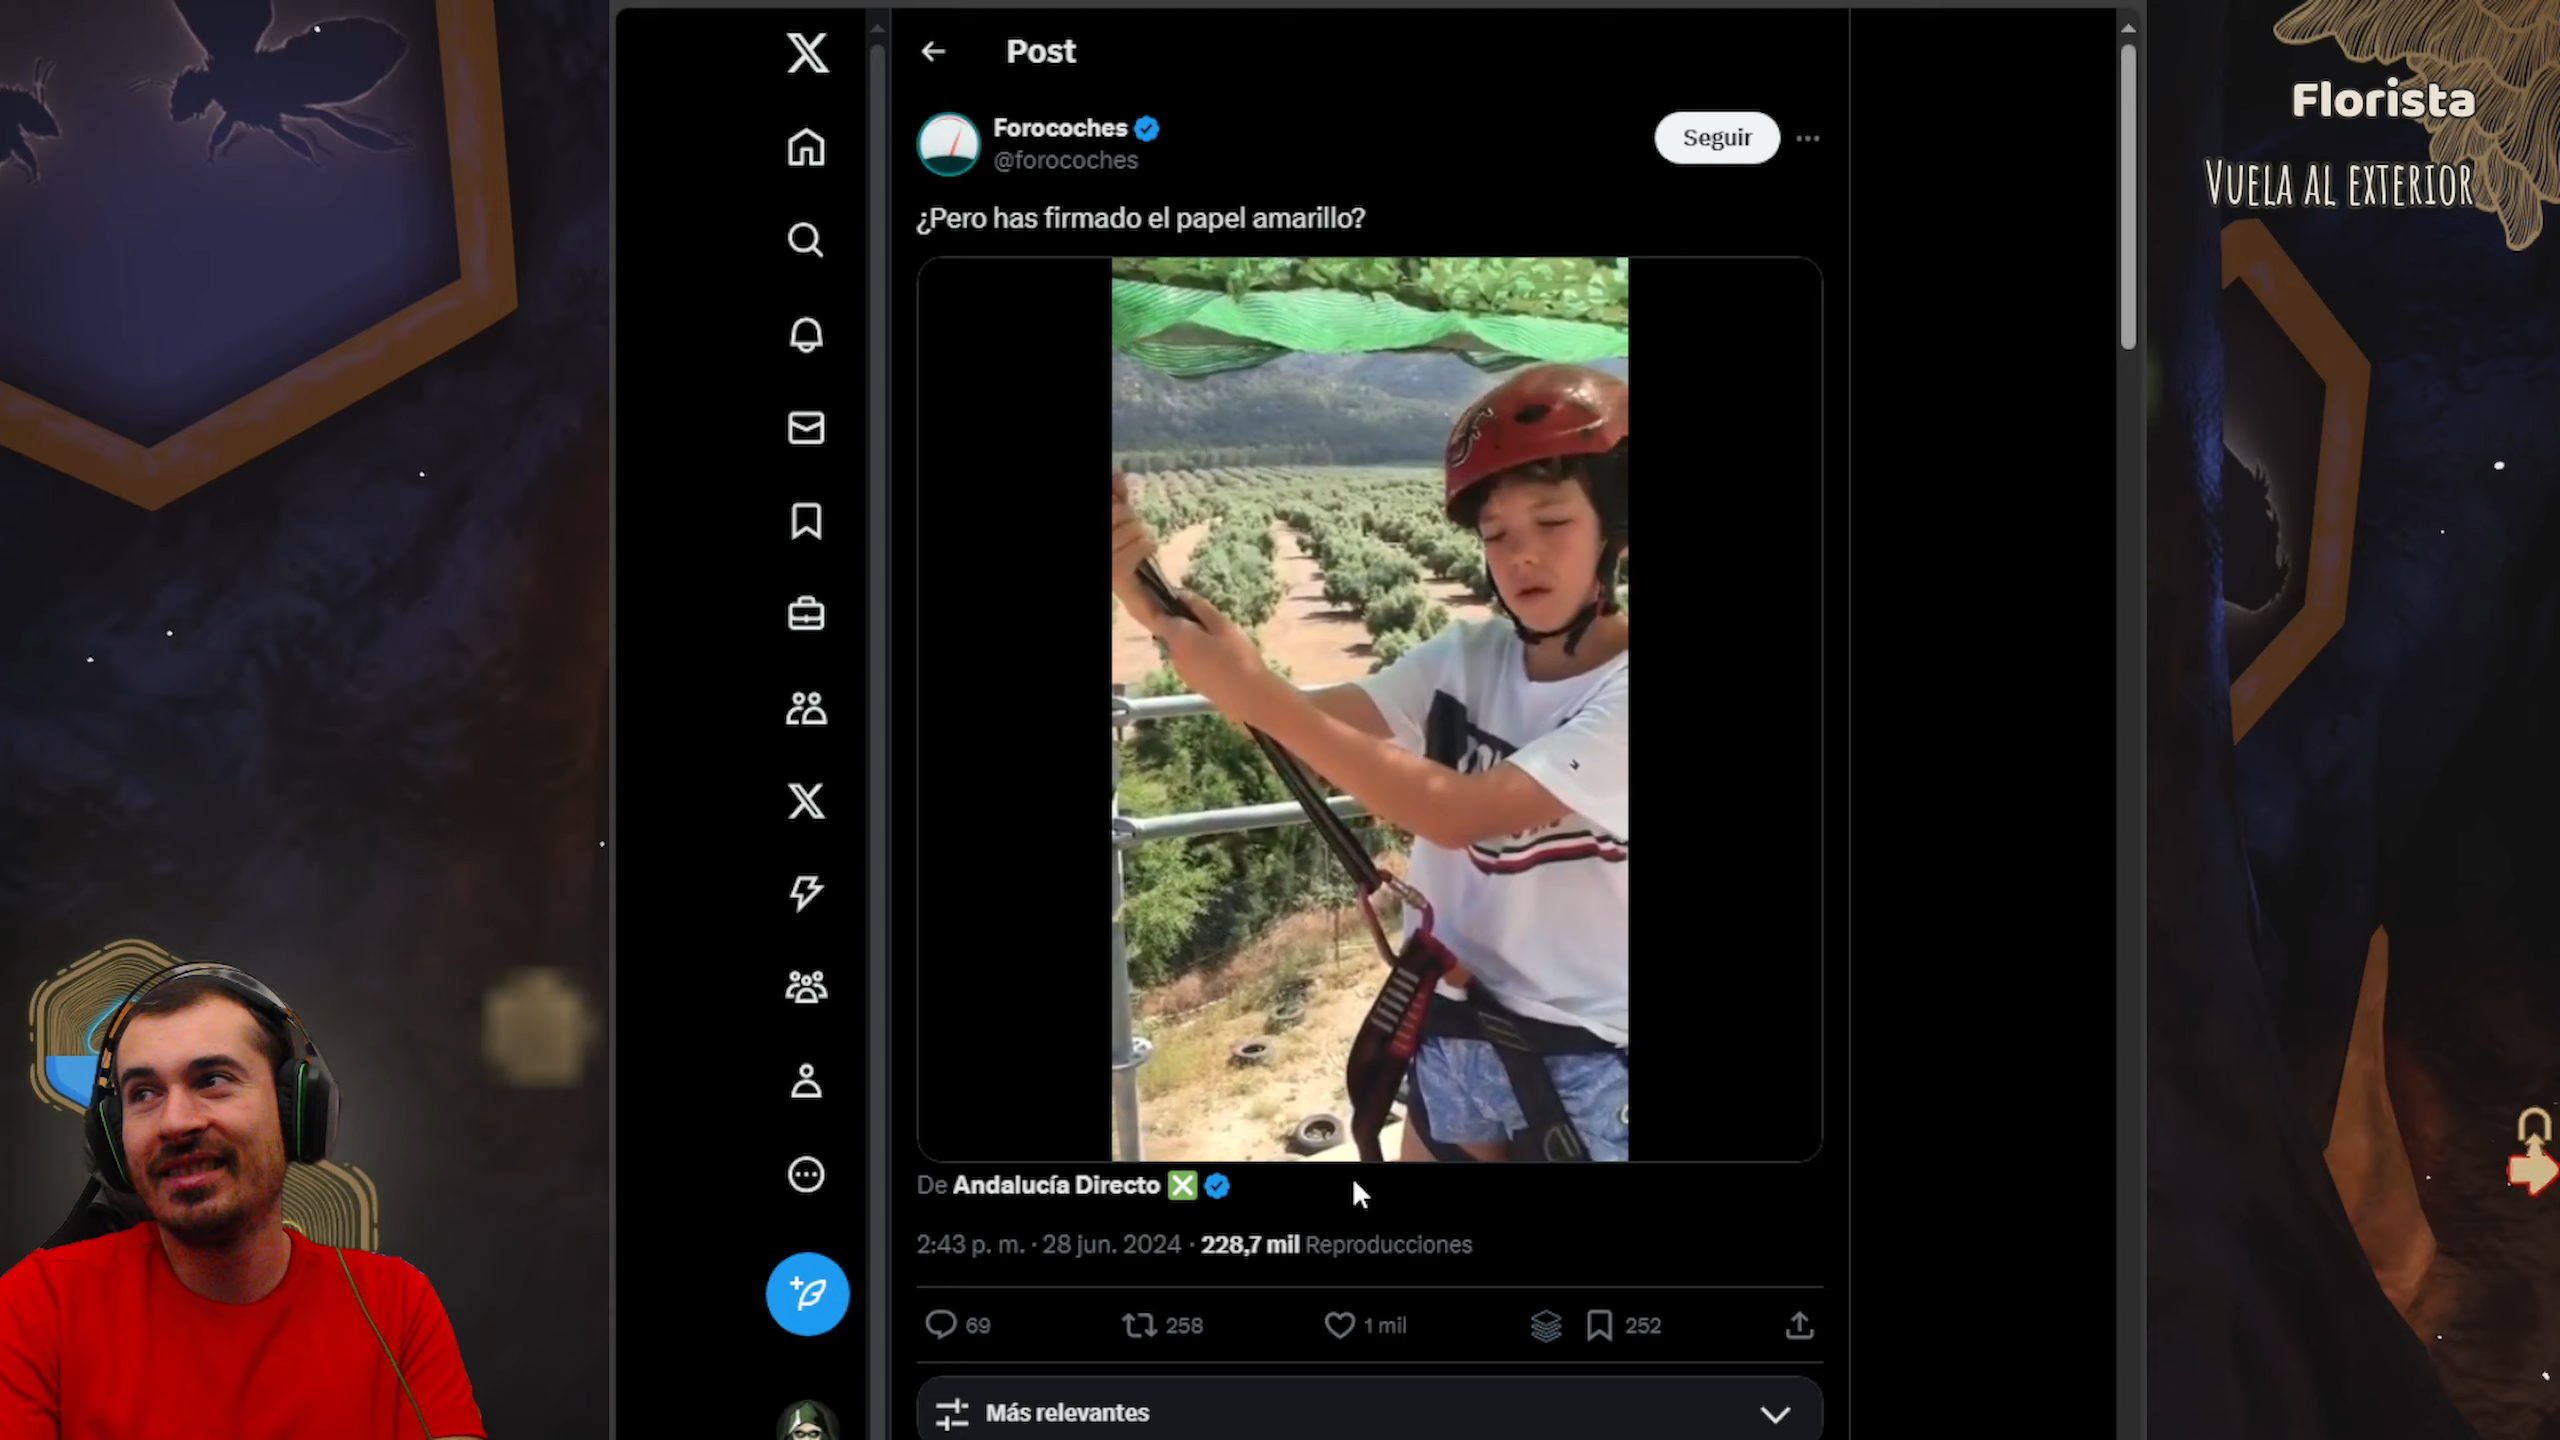 Post
Florista
Forocoches
@forocoches
Seguir
VUELA AL EXTERIOR
¿Pero has firmado el papel amarillo?
De Andalucía Directo
2:43 p. m. · 28 jun. 2024 · 228,7 mil Reproducciones
69
258
1 mil
252
Más relevantes